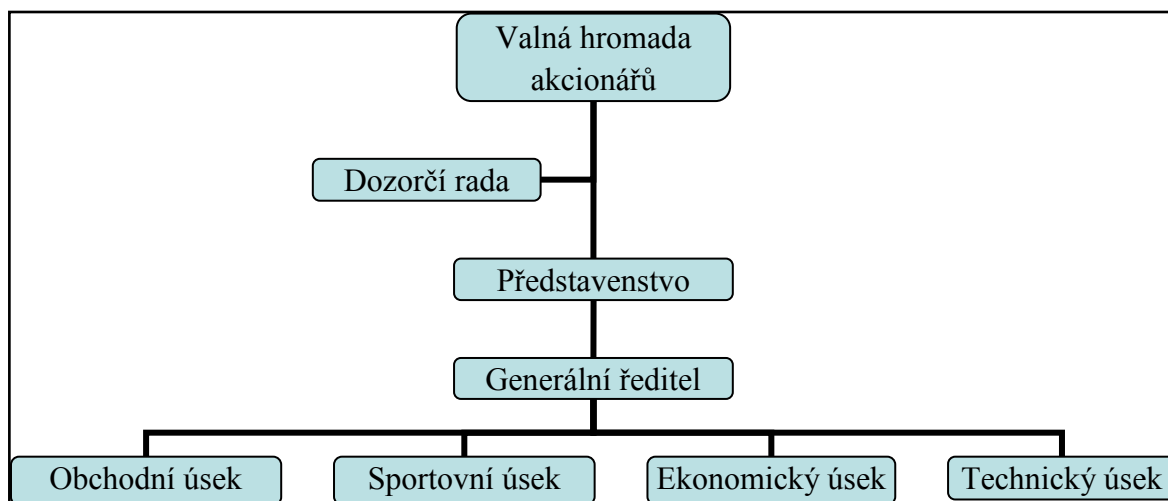 Valná hromada
akcionářů
Dozorčí rada
Představenstvo
Generální ředitel
Obchodní úsek
Sportovní úsek
Ekonomický úsek
Technický úsek